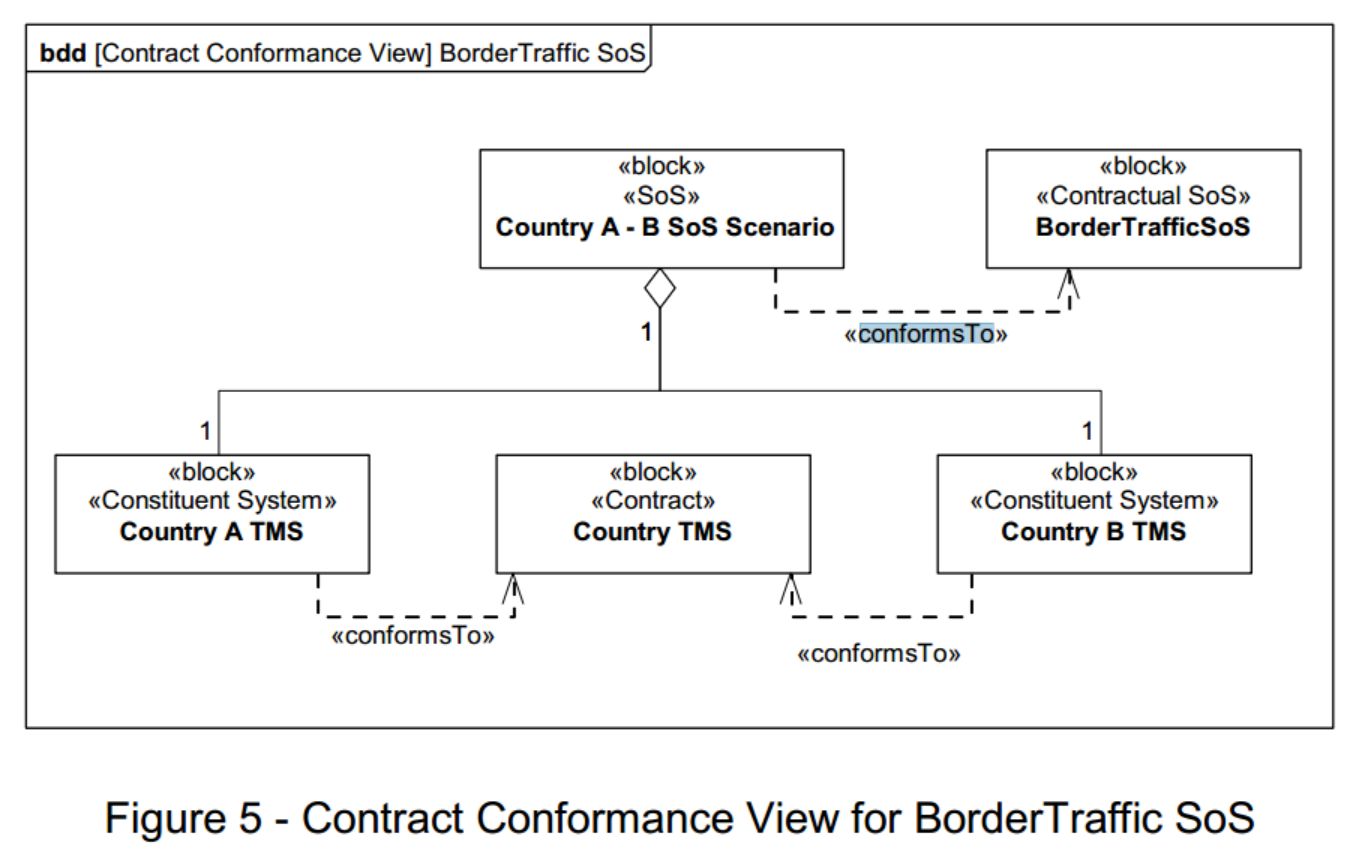 bdd [Contract Conformance View] BorderTraffic SoS
«block»
«SoS»
Country A - B SoS Scenario
«block»
«Contractual SoS»
BorderTrafficSoS
1
«conformsTo»
1
1
«block»
«Constituent System»
Country A TMS
«block»
«Contract»
Country TMS
«block»
«Constituent System»
Country B TMS
«conformsTo»
«conformsTo»
Figure 5 - Contract Conformance View for BorderTraffic SoS